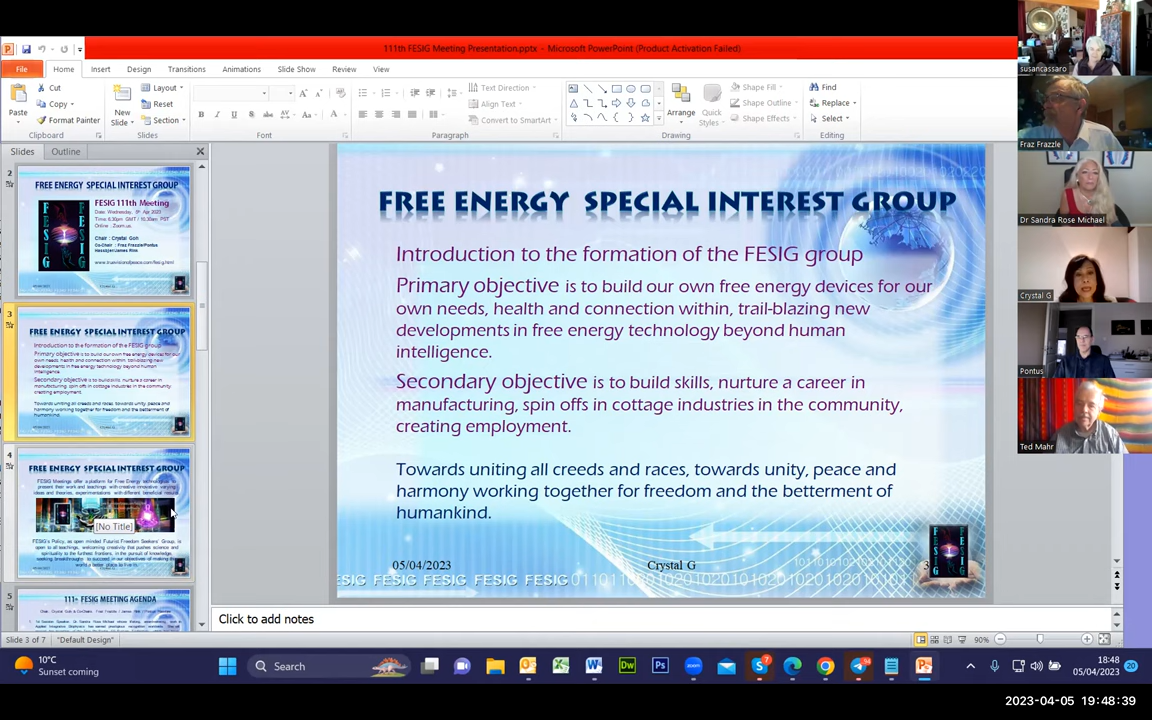 111th FESIG Meeting Presentation.pptx - Microsoft PowerPoint (Product Activation Failed)
File Home Insert Design Transitions Animations Slide Show Review View
Cut
Copy
Format Painter
Paste
Clipboard
New
Slide
Layout
Reset
Section
Slides
Font
Text Direction
Align Text
Convert to SmartArt
Paragraph
Arrange
Quick
Styles
Shape Fill
Shape Outline
Shape Effects
Drawing
Find
Replace
Select
Editing
Slides Outline
2
FREE ENERGY SPECIAL INTEREST GROUP
FESIG 111th Meeting
Chair : Crystal Goh
3
4
FREE ENERGY SPECIAL INTEREST GROUP
[No Title]
5
111th FESIG MEETING AGENDA
FREE ENERGY SPECIAL INTEREST GROUP
Introduction to the formation of the FESIG group
Primary objective is to build our own free energy devices for our
own needs, health and connection within, trail-blazing new
developments in free energy technology beyond human
intelligence.
Secondary objective is to build skills, nurture a career in
manufacturing, spin offs in cottage industries in the community,
creating employment.
Towards uniting all creeds and races, towards unity, peace and
harmony working together for freedom and the betterment of
humankind.
05/04/2023 Crystal G 3
FESIG FESIG FESIG FESIG FESIG
Click to add notes
Slide 3 of 7 "Default Design" 90%
susancassaro
Fraz Frazzle
Dr Sandra Rose Michael
Crystal G
Pontus
Ted Mahr
10°C
Sunset coming
Search
18:48
05/04/2023
20
2023-04-05 19:48:39